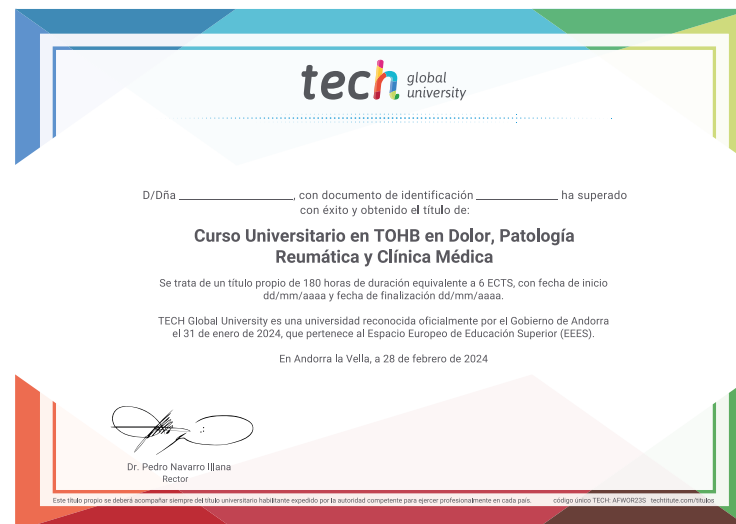 tech global university
D/Dña ____________________, con documento de identificación ______________ ha superado
con éxito y obtenido el título de:
Curso Universitario en TOHB en Dolor, Patología
Reumática y Clínica Médica
Se trata de un título propio de 180 horas de duración equivalente a 6 ECTS, con fecha de inicio
dd/mm/aaaa y fecha de finalización dd/mm/aaaa.
TECH Global University es una universidad reconocida oficialmente por el Gobierno de Andorra
el 31 de enero de 2024, que pertenece al Espacio Europeo de Educación Superior (EEES).
En Andorra la Vella, a 28 de febrero de 2024
Dr. Pedro Navarro Illana
Rector
Este título propio se deberá acompañar siempre del título universitario habilitante expedido por la autoridad competente para ejercer profesionalmente en cada país. código único TECH: AFWOR23S techtitute.com/titulos